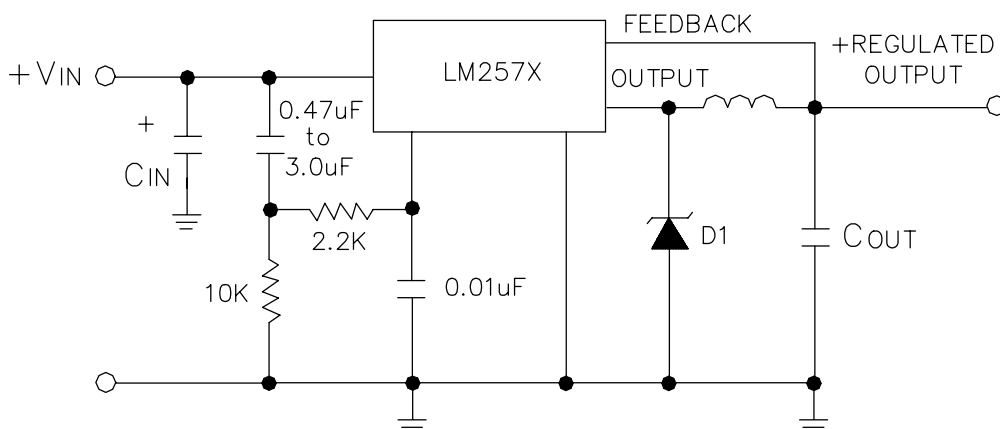 FEEDBACK
+REGULATED
OUTPUT
+VIN
LM257X
OUTPUT
0.47uF
to
3.0uF
+
CIN
2.2K
D1
COUT
10K
0.01uF